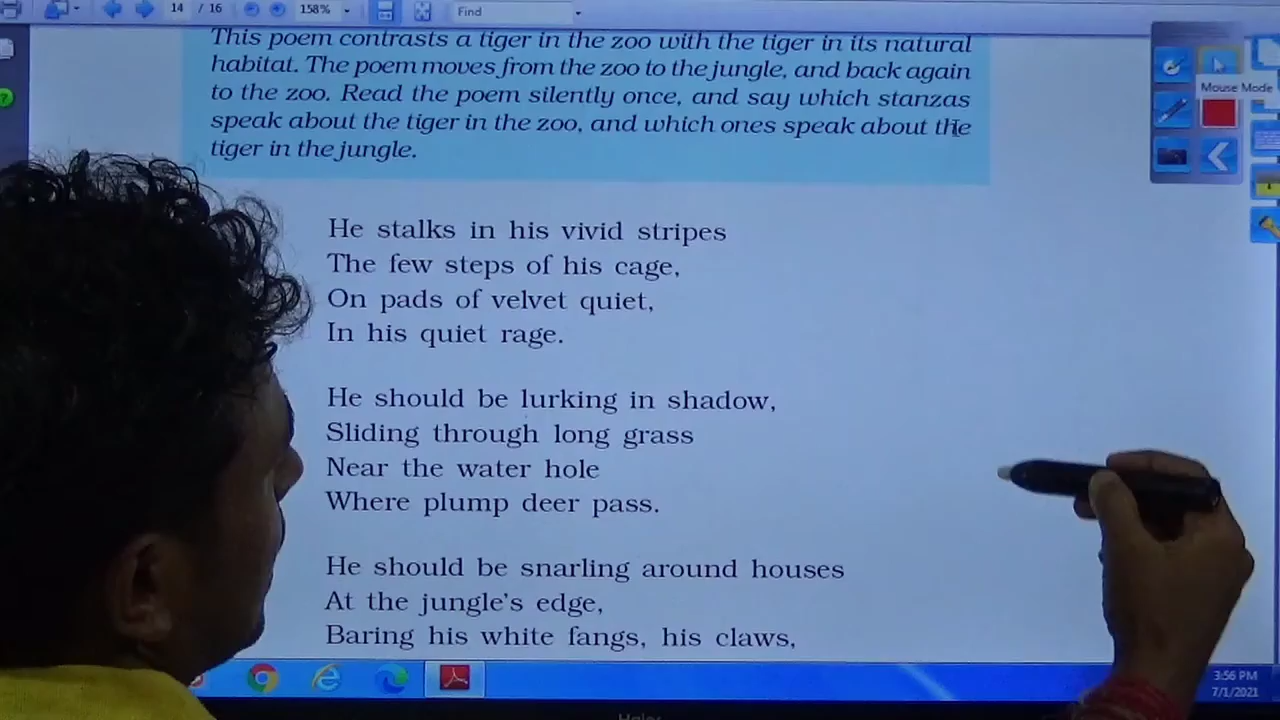 14 / 16 158% Find
This poem contrasts a tiger in the zoo with the tiger in its natural
habitat. The poem moves from the zoo to the jungle, and back again
to the zoo. Read the poem silently once, and say which stanzas
speak about the tiger in the zoo, and which ones speak about the
tiger in the jungle.
Mouse Mode
He stalks in his vivid stripes
The few steps of his cage,
On pads of velvet quiet,
In his quiet rage.
He should be lurking in shadow,
Sliding through long grass
Near the water hole
Where plump deer pass.
He should be snarling around houses
At the jungle's edge,
Baring his white fangs, his claws,
3:56 PM
7/1/2021